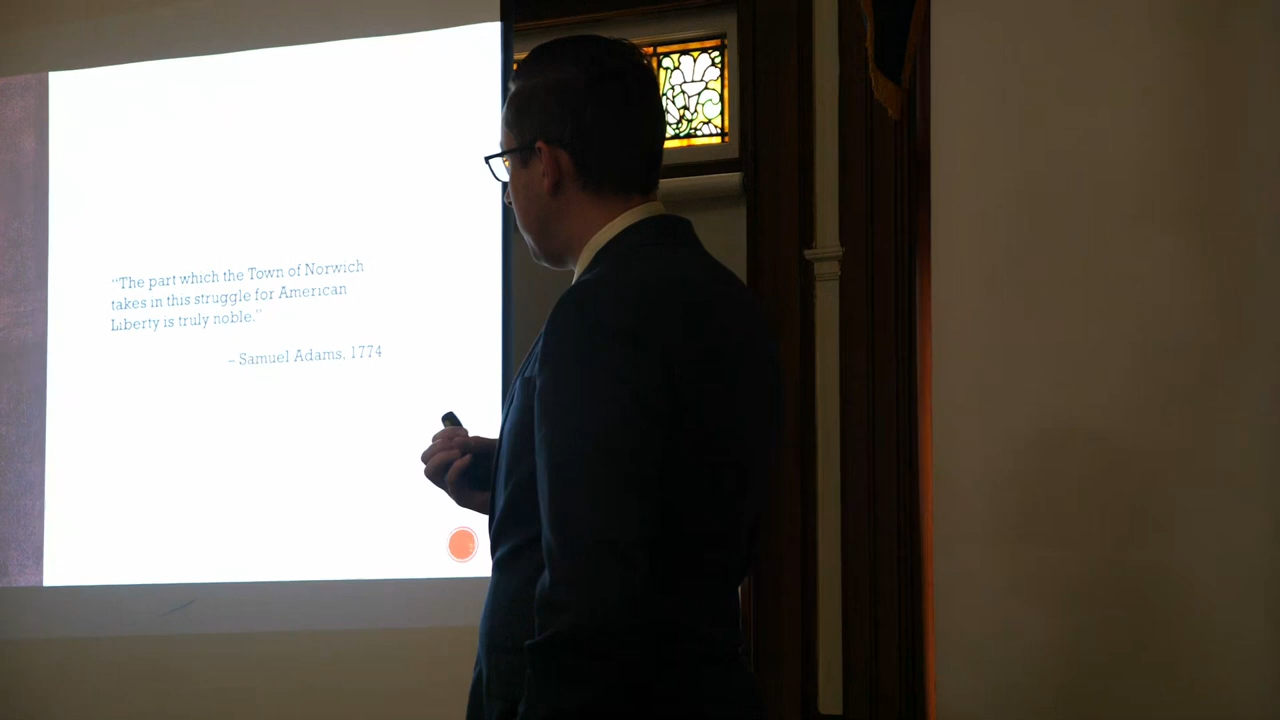 “The part which the Town of Norwich
takes in this struggle for American
Liberty is truly noble.”
– Samuel Adams, 1774